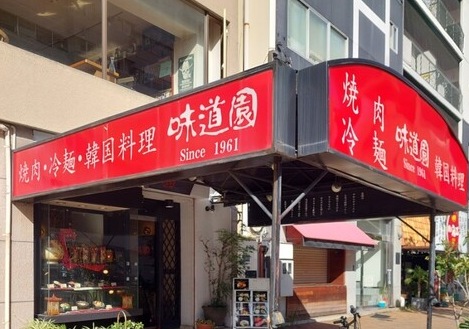 焼肉・冷麺・韓国料理 味道園
Since 1961
焼肉
冷麺
味道園 韓国料理
Since 1961